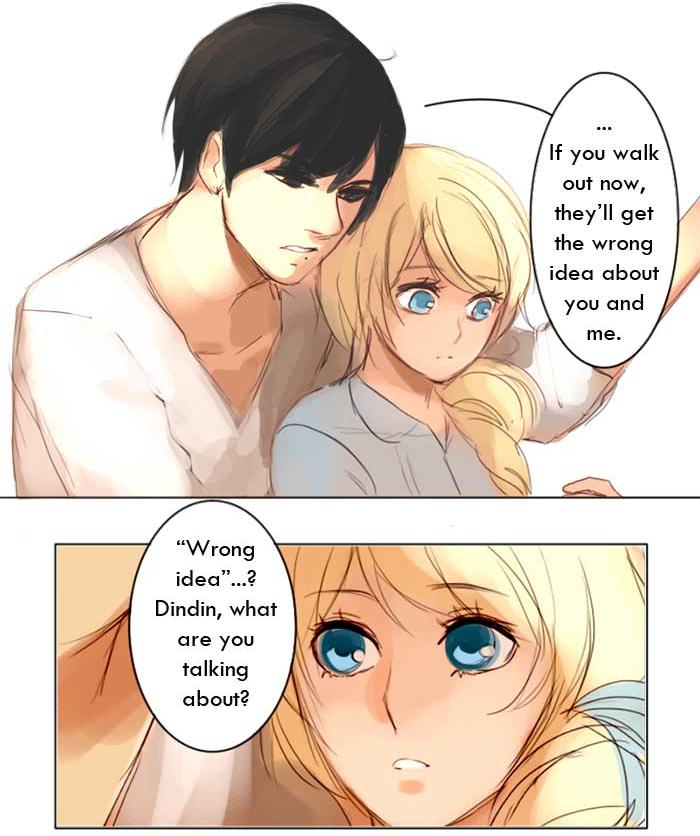 ...
If you walk
out now,
they’ll get
the wrong
idea about
you and
me.
“Wrong
idea”...?
Dindin, what
are you
talking
about?